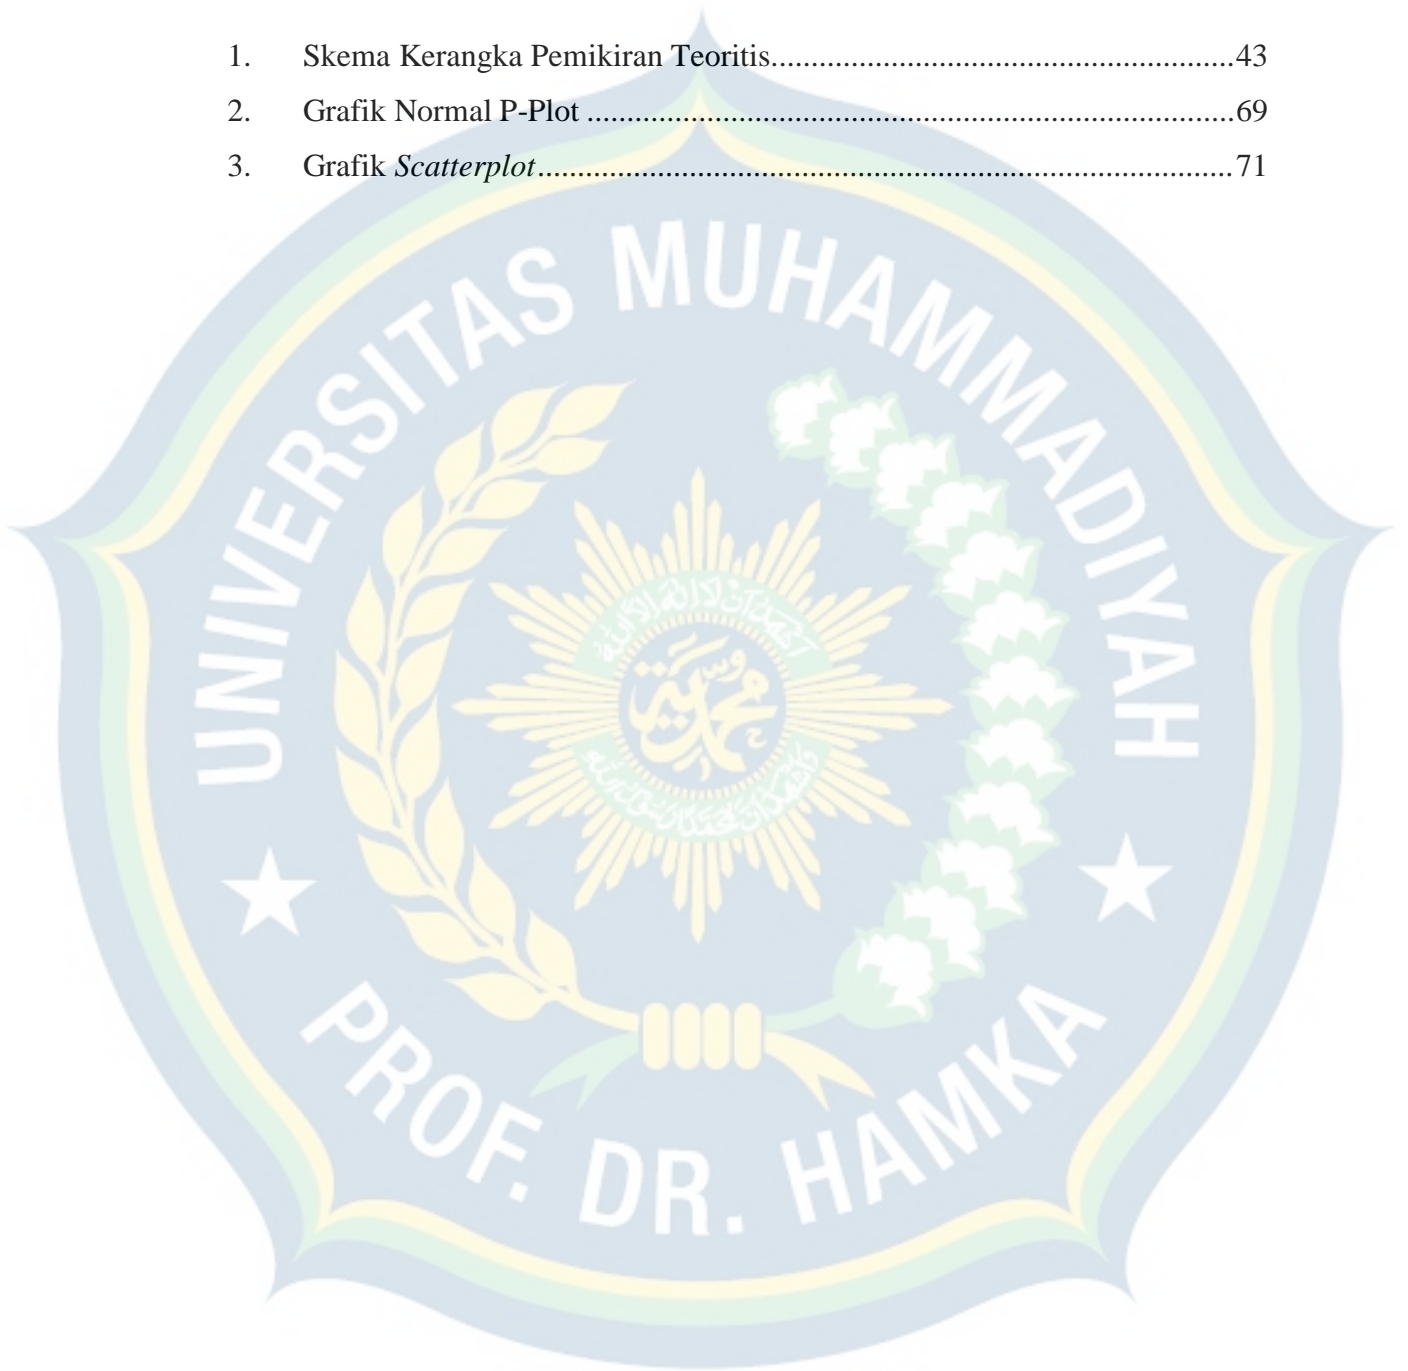 1. Skema Kerangka Pemikiran Teoritis..........................................................43
2. Grafik Normal P-Plot .................................................................................69
3. Grafik Scatterplot.......................................................................................71
UNIVERSITAS MUHAMMADIYAH
محمدية
PROF. DR. HAMKA